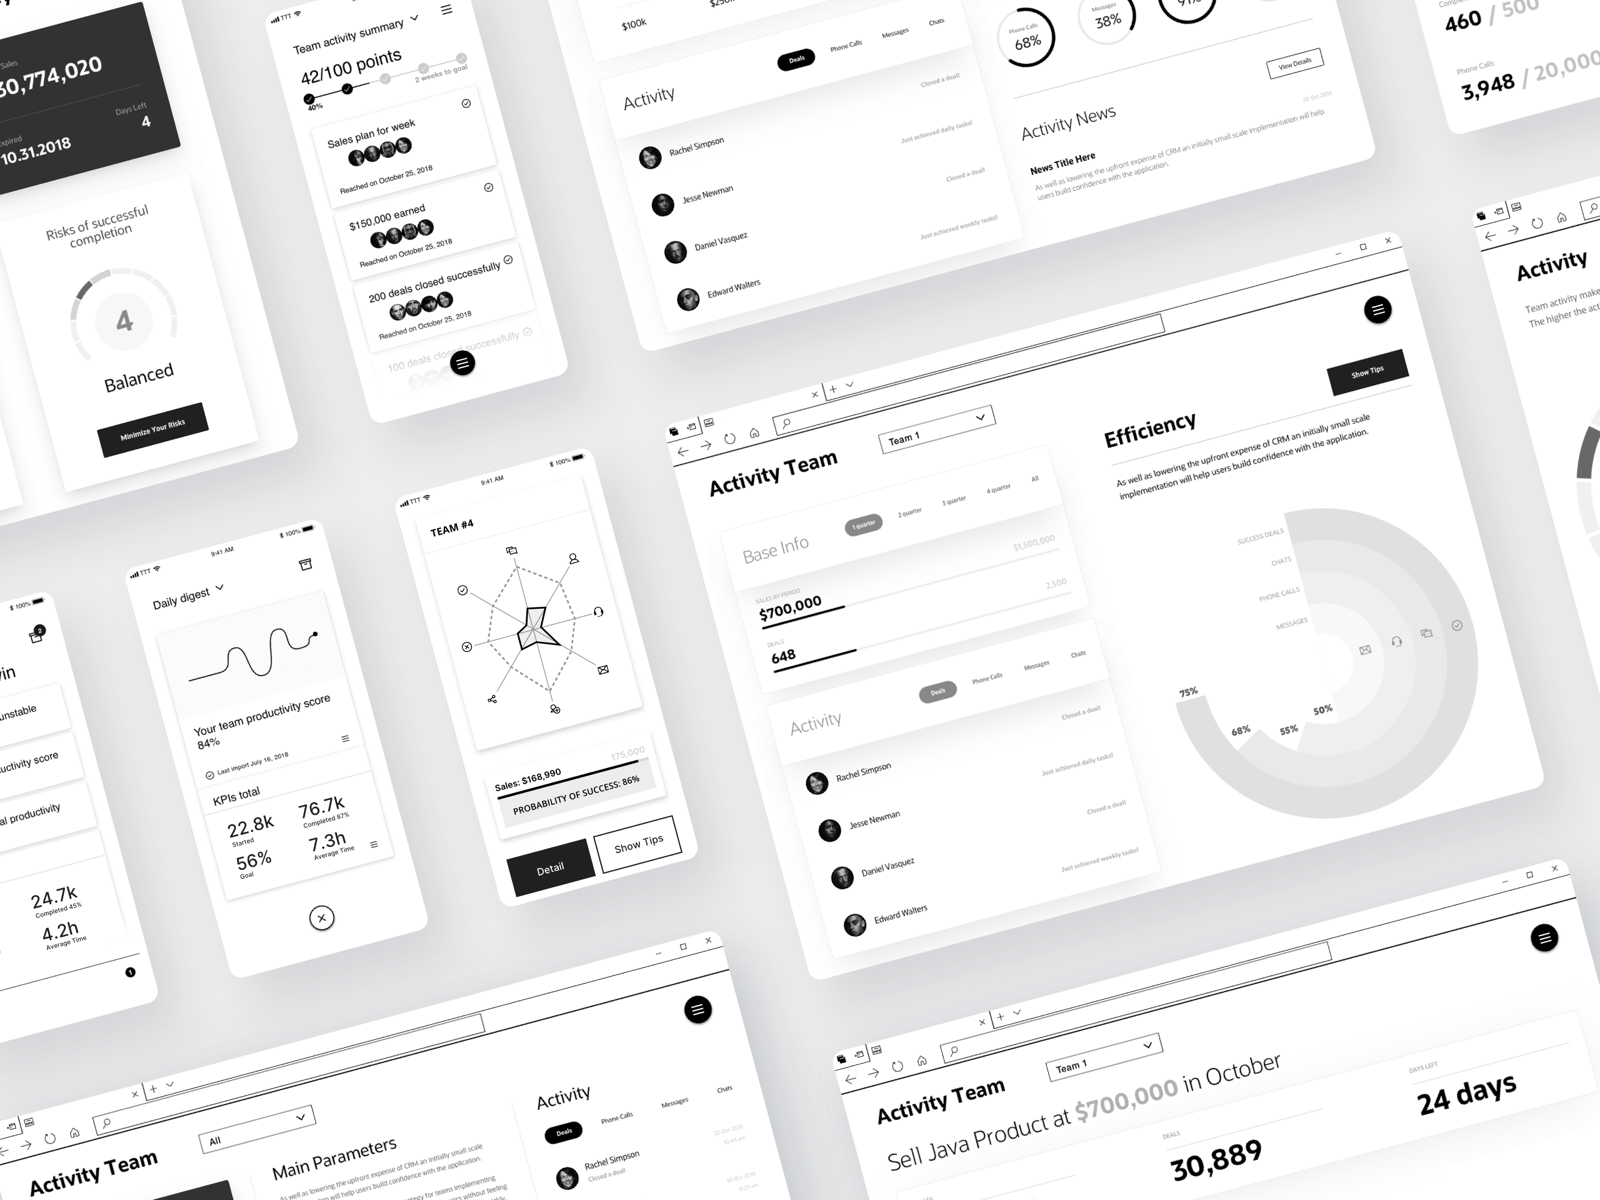 Sales
30,774,020
Expired
10.31.2018
Days Left
4
Risks of successful
completion
4
Balanced
Minimize Your Risks
TTT
Team activity summary
42/100 points
40%
2 weeks to goal
Sales plan for week
Reached on October 25, 2018
$150,000 earned
Reached on October 25, 2018
200 deals closed successfully
Reached on October 25, 2018
100 deals closed successfully
$100k
Deals
Phone Calls
Messages
Chats
Activity
Closed a deal!
Rachel Simpson
Just achieved daily tasks!
Jesse Newman
Closed a deal!
Daniel Vasquez
Just achieved weekly tasks!
Edward Walters
Phone Calls
68%
Messages
38%
91%
View Details
30 Oct 2018
Activity News
News Title Here
As well as lowering the upfront expense of CRM an initially small scale implementation will help
users build confidence with the application.
460 / 500
Phone Calls
3,948 / 20,000
Activity
Team activity make
The higher the act
100%
2
vin
unstable
uctivity score
al productivity
24.7k
Completed 45%
4.2h
Average Time
1
TTT
9:41 AM
100%
Daily digest
Your team productivity score
84%
Last import July 16, 2018
KPIs total
22.8k
Started
76.7k
Completed 87%
56%
Goal
7.3h
Average Time
TTT
9:41 AM
100%
TEAM #4
Sales: $168,990
175,000
PROBABILITY OF SUCCESS: 86%
Detail
Show Tips
Activity Team
Team 1
Base Info
1 quarter
2 quarter
3 quarter
4 quarter
All
SALES BY PERIOD
$1,500,000
$700,000
DEALS
2,500
648
Activity
Deals
Phone Calls
Messages
Chats
Closed a deal!
Rachel Simpson
Just achieved daily tasks!
Jesse Newman
Closed a deal!
Daniel Vasquez
Just achieved weekly tasks!
Edward Walters
Show Tips
Efficiency
As well as lowering the upfront expense of CRM an initially small scale
implementation will help users build confidence with the application.
SUCCESS DEALS
CHATS
PHONE CALLS
MESSAGES
75%
68%
55%
50%
Activity Team
All
Main Parameters
As well as lowering the upfront expense of CRM an initially small scale
will help users build confidence with the application.
Activity
Deals
Phone Calls
Messages
Chats
30 Oct 2018
10:44 am
Rachel Simpson
Closed a deal!
30 Oct 2018
Activity Team
Team 1
Sell Java Product at $700,000 in October
DEALS
30,889
DAYS LEFT
24 days